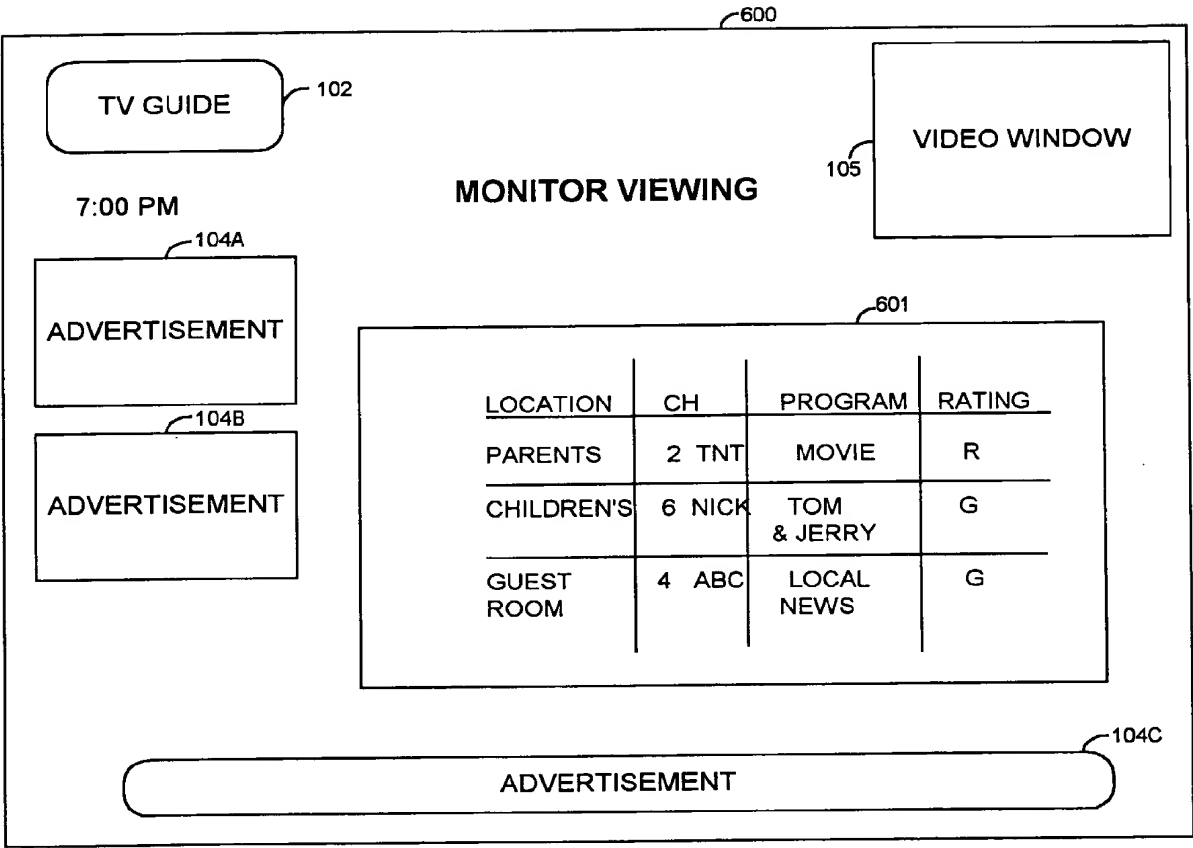 600
TV GUIDE
102
VIDEO WINDOW
105
MONITOR VIEWING
7:00 PM
104A
ADVERTISEMENT
104B
ADVERTISEMENT
601
LOCATION CH PROGRAM RATING
PARENTS 2 TNT MOVIE R
CHILDREN'S 6 NICK TOM G
& JERRY
GUEST 4 ABC LOCAL G
ROOM NEWS
104C
ADVERTISEMENT